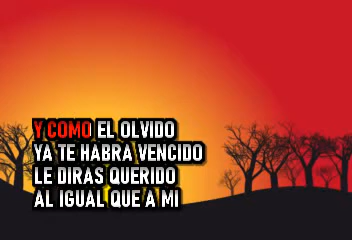 Y COMO EL OLVIDO
YA TE HABRA VENCIDO
LE DIRAS QUERIDO
AL IGUAL QUE A MI